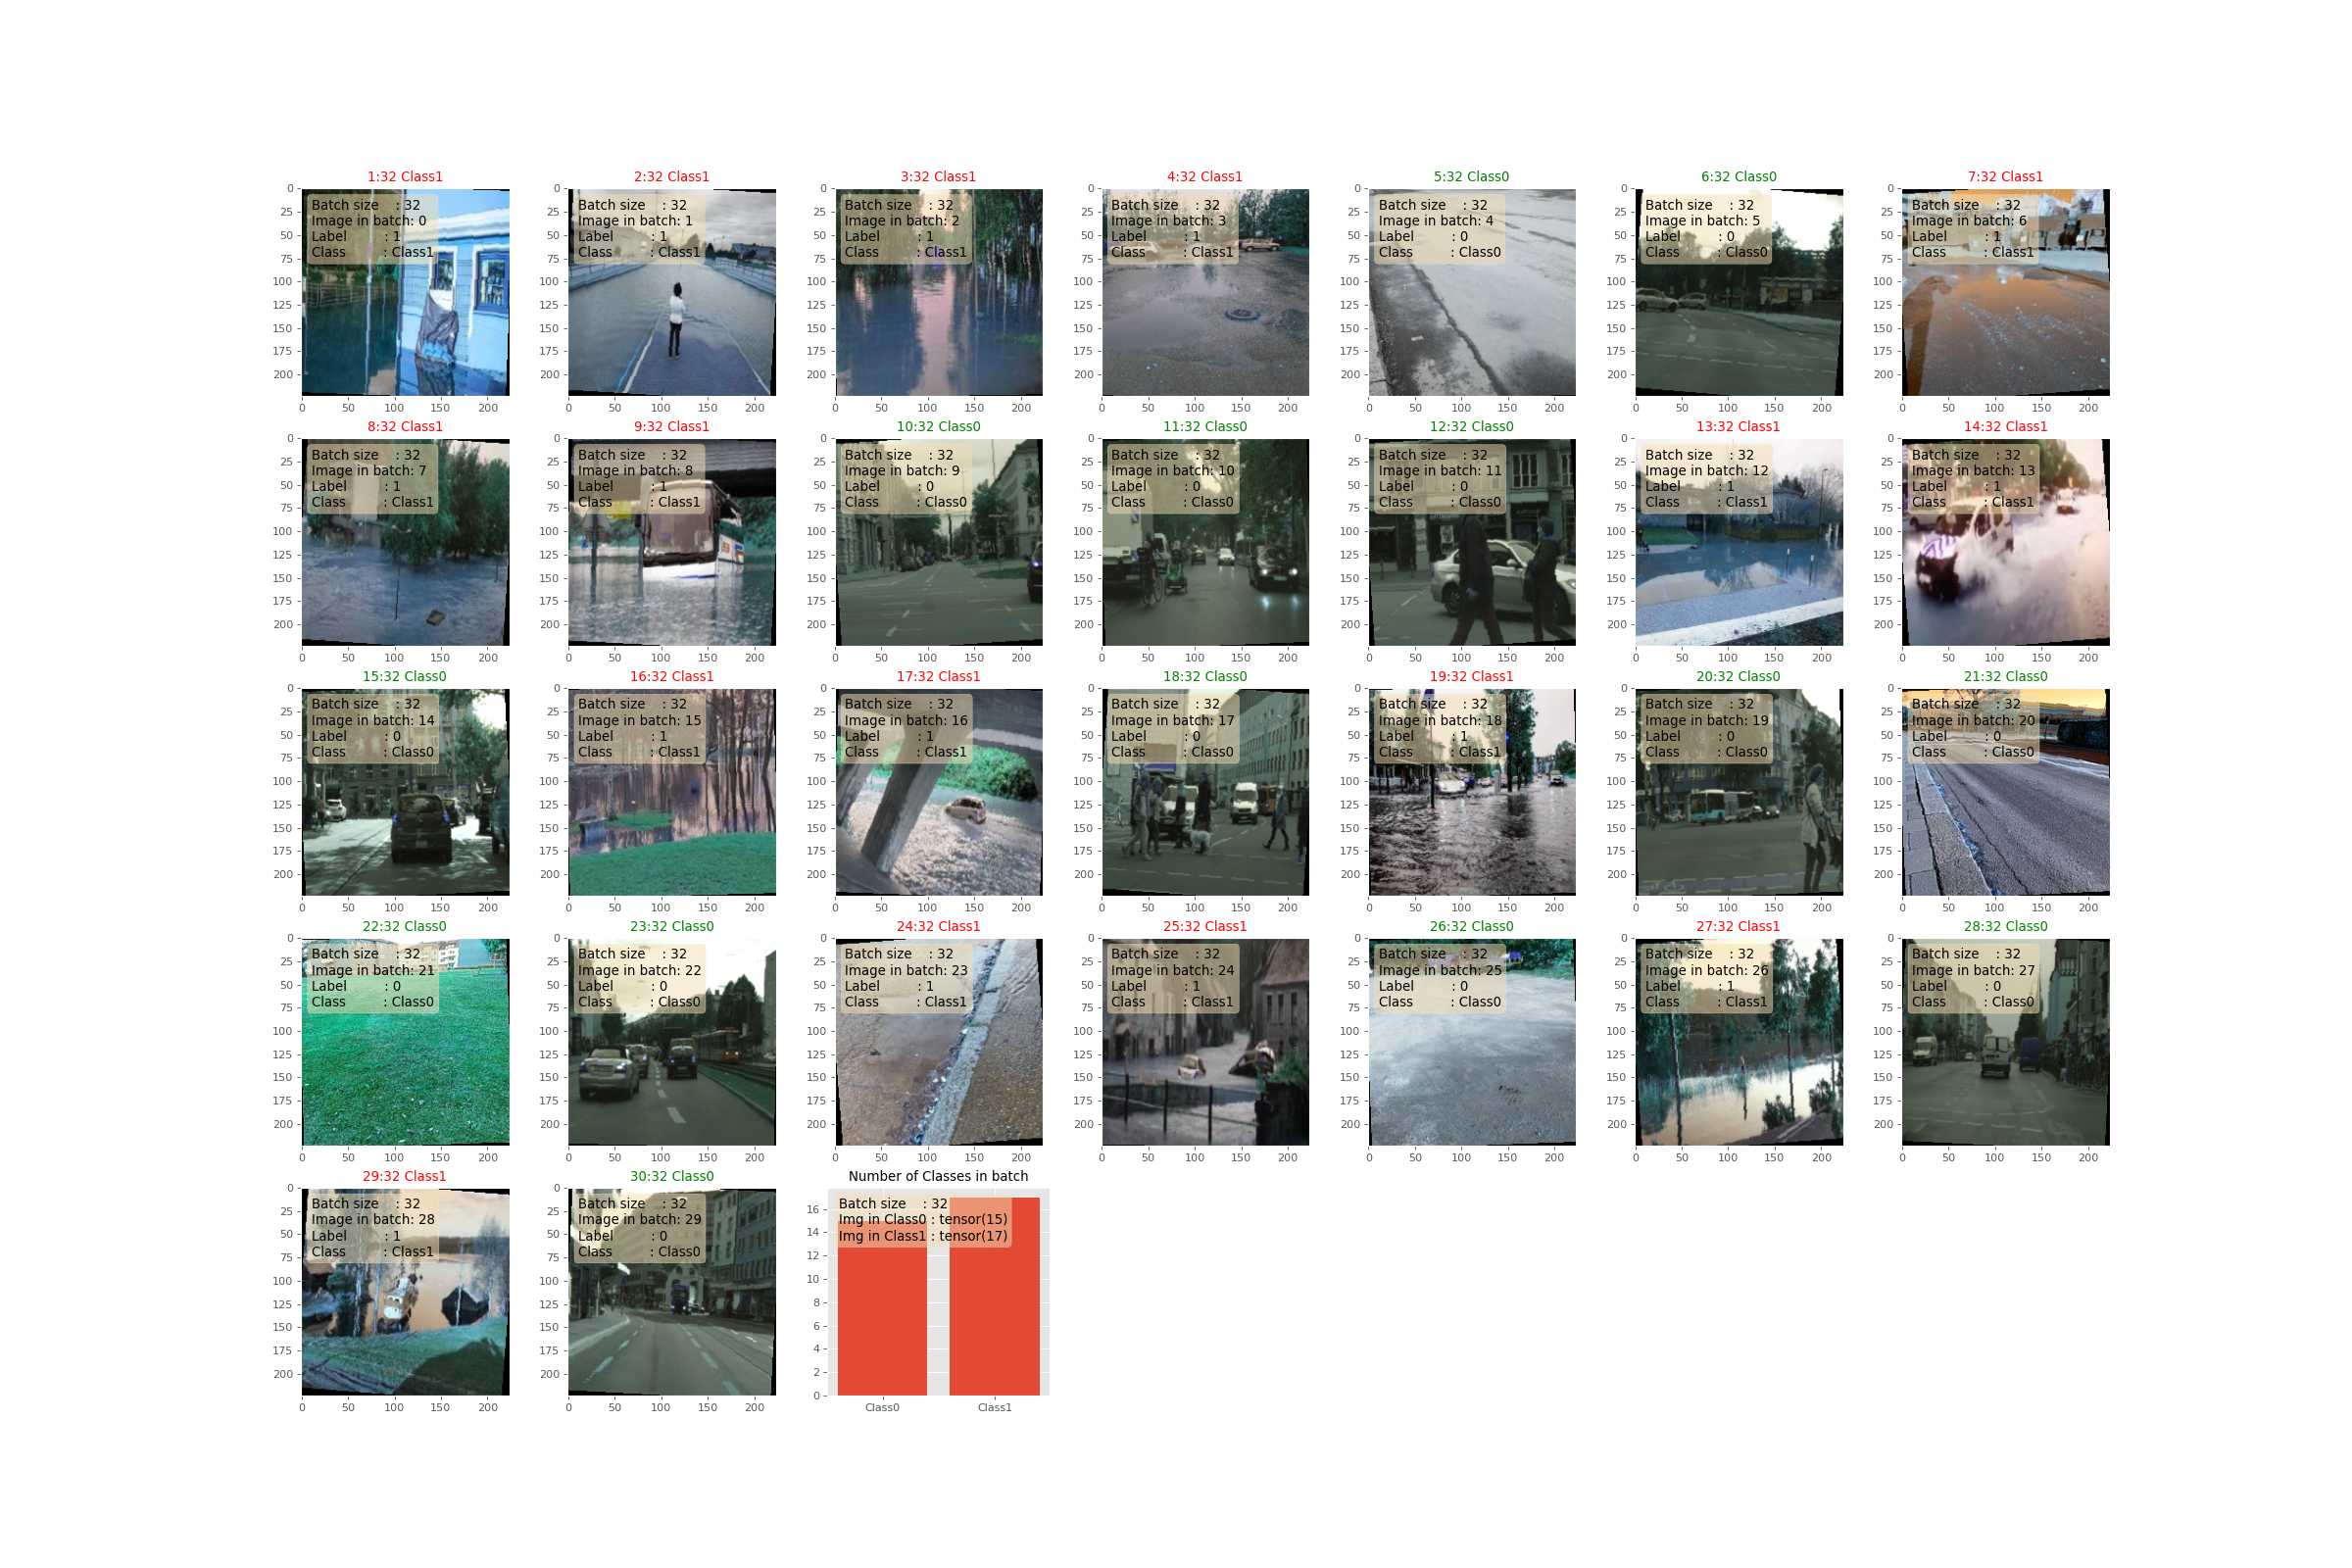 1:32 Class1
Batch size : 32
Image in batch: 0
Label : 1
Class : Class1
0
25
50
75
100
125
150
175
200
0 50 100 150 200
2:32 Class1
Batch size : 32
Image in batch: 1
Label : 1
Class : Class1
0
25
50
75
100
125
150
175
200
0 50 100 150 200
3:32 Class1
Batch size : 32
Image in batch: 2
Label : 1
Class : Class1
0
25
50
75
100
125
150
175
200
0 50 100 150 200
4:32 Class1
Batch size : 32
Image in batch: 3
Label : 1
Class : Class1
0
25
50
75
100
125
150
175
200
0 50 100 150 200
5:32 Class0
Batch size : 32
Image in batch: 4
Label : 0
Class : Class0
0
25
50
75
100
125
150
175
200
0 50 100 150 200
6:32 Class0
Batch size : 32
Image in batch: 5
Label : 0
Class : Class0
0
25
50
75
100
125
150
175
200
0 50 100 150 200
7:32 Class1
Batch size : 32
Image in batch: 6
Label : 1
Class : Class1
0
25
50
75
100
125
150
175
200
0 50 100 150 200
8:32 Class1
Batch size : 32
Image in batch: 7
Label : 1
Class : Class1
0
25
50
75
100
125
150
175
200
0 50 100 150 200
9:32 Class1
Batch size : 32
Image in batch: 8
Label : 1
Class : Class1
0
25
50
75
100
125
150
175
200
0 50 100 150 200
10:32 Class0
Batch size : 32
Image in batch: 9
Label : 0
Class : Class0
0
25
50
75
100
125
150
175
200
0 50 100 150 200
11:32 Class0
Batch size : 32
Image in batch: 10
Label : 0
Class : Class0
0
25
50
75
100
125
150
175
200
0 50 100 150 200
12:32 Class0
Batch size : 32
Image in batch: 11
Label : 0
Class : Class0
0
25
50
75
100
125
150
175
200
0 50 100 150 200
13:32 Class1
Batch size : 32
Image in batch: 12
Label : 1
Class : Class1
0
25
50
75
100
125
150
175
200
0 50 100 150 200
14:32 Class1
Batch size : 32
Image in batch: 13
Label : 1
Class : Class1
0
25
50
75
100
125
150
175
200
0 50 100 150 200
15:32 Class0
Batch size : 32
Image in batch: 14
Label : 0
Class : Class0
0
25
50
75
100
125
150
175
200
0 50 100 150 200
16:32 Class1
Batch size : 32
Image in batch: 15
Label : 1
Class : Class1
0
25
50
75
100
125
150
175
200
0 50 100 150 200
17:32 Class1
Batch size : 32
Image in batch: 16
Label : 1
Class : Class1
0
25
50
75
100
125
150
175
200
0 50 100 150 200
18:32 Class0
Batch size : 32
Image in batch: 17
Label : 0
Class : Class0
0
25
50
75
100
125
150
175
200
0 50 100 150 200
19:32 Class1
Batch size : 32
Image in batch: 18
Label : 1
Class : Class1
0
25
50
75
100
125
150
175
200
0 50 100 150 200
20:32 Class0
Batch size : 32
Image in batch: 19
Label : 0
Class : Class0
0
25
50
75
100
125
150
175
200
0 50 100 150 200
21:32 Class0
Batch size : 32
Image in batch: 20
Label : 0
Class : Class0
0
25
50
75
100
125
150
175
200
0 50 100 150 200
22:32 Class0
Batch size : 32
Image in batch: 21
Label : 0
Class : Class0
0
25
50
75
100
125
150
175
200
0 50 100 150 200
23:32 Class0
Batch size : 32
Image in batch: 22
Label : 0
Class : Class0
0
25
50
75
100
125
150
175
200
0 50 100 150 200
24:32 Class1
Batch size : 32
Image in batch: 23
Label : 1
Class : Class1
0
25
50
75
100
125
150
175
200
0 50 100 150 200
25:32 Class1
Batch size : 32
Image in batch: 24
Label : 1
Class : Class1
0
25
50
75
100
125
150
175
200
0 50 100 150 200
26:32 Class0
Batch size : 32
Image in batch: 25
Label : 0
Class : Class0
0
25
50
75
100
125
150
175
200
0 50 100 150 200
27:32 Class1
Batch size : 32
Image in batch: 26
Label : 1
Class : Class1
0
25
50
75
100
125
150
175
200
0 50 100 150 200
28:32 Class0
Batch size : 32
Image in batch: 27
Label : 0
Class : Class0
0
25
50
75
100
125
150
175
200
0 50 100 150 200
29:32 Class1
Batch size : 32
Image in batch: 28
Label : 1
Class : Class1
0
25
50
75
100
125
150
175
200
0 50 100 150 200
30:32 Class0
Batch size : 32
Image in batch: 29
Label : 0
Class : Class0
0
25
50
75
100
125
150
175
200
0 50 100 150 200
Number of Classes in batch
Batch size : 32
Img in Class0 : tensor(15)
Img in Class1 : tensor(17)
16
14
12
10
8
6
4
2
0
Class0 Class1